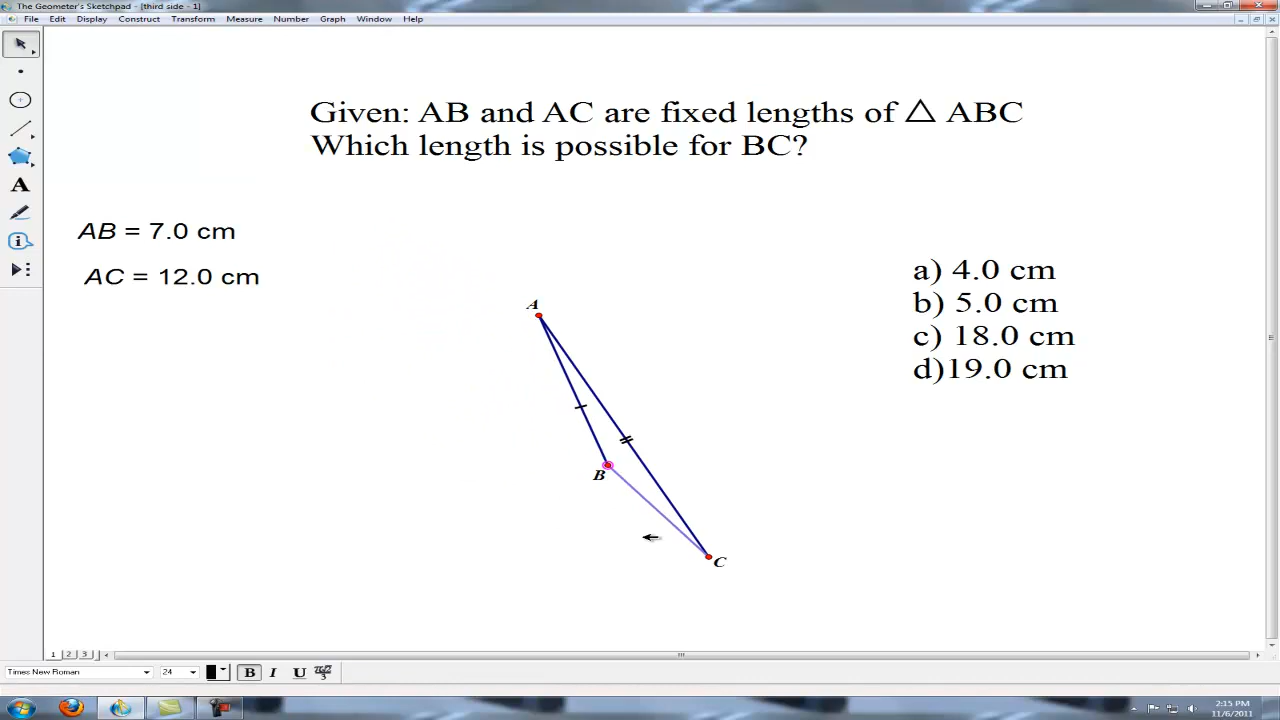 The Geometer's Sketchpad - [third side - 1]
File Edit Display Construct Transform Measure Number Graph Window Help
Given: AB and AC are fixed lengths of △ ABC
Which length is possible for BC?
AB = 7.0 cm
AC = 12.0 cm
a) 4.0 cm
b) 5.0 cm
c) 18.0 cm
d)19.0 cm
A
B
C
1 2 3
Times New Roman 24 B I U
2:15 PM
11/6/2011